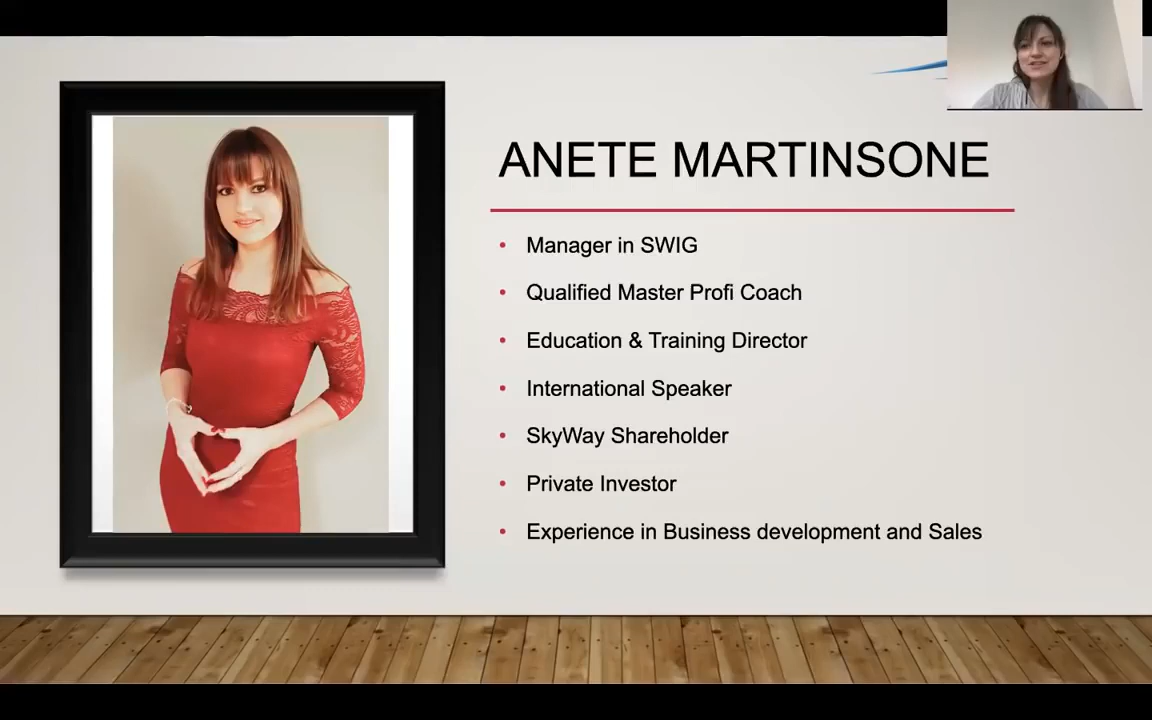 ANETE MARTINSONE
• Manager in SWIG
• Qualified Master Profi Coach
• Education & Training Director
• International Speaker
• SkyWay Shareholder
• Private Investor
• Experience in Business development and Sales